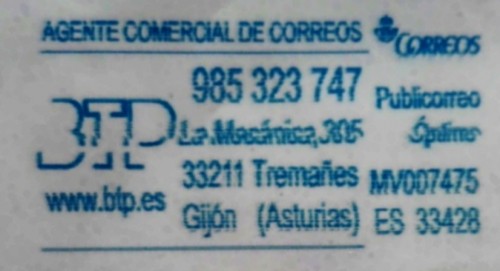 AGENTE COMERCIAL DE CORREOS
CORREOS
BTP
www.btp.es
985 323 747
La Mecánica, 305
33211 Tremañes
Gijón (Asturias)
Publicorreo
Óptimo
MV007475
ES 33428